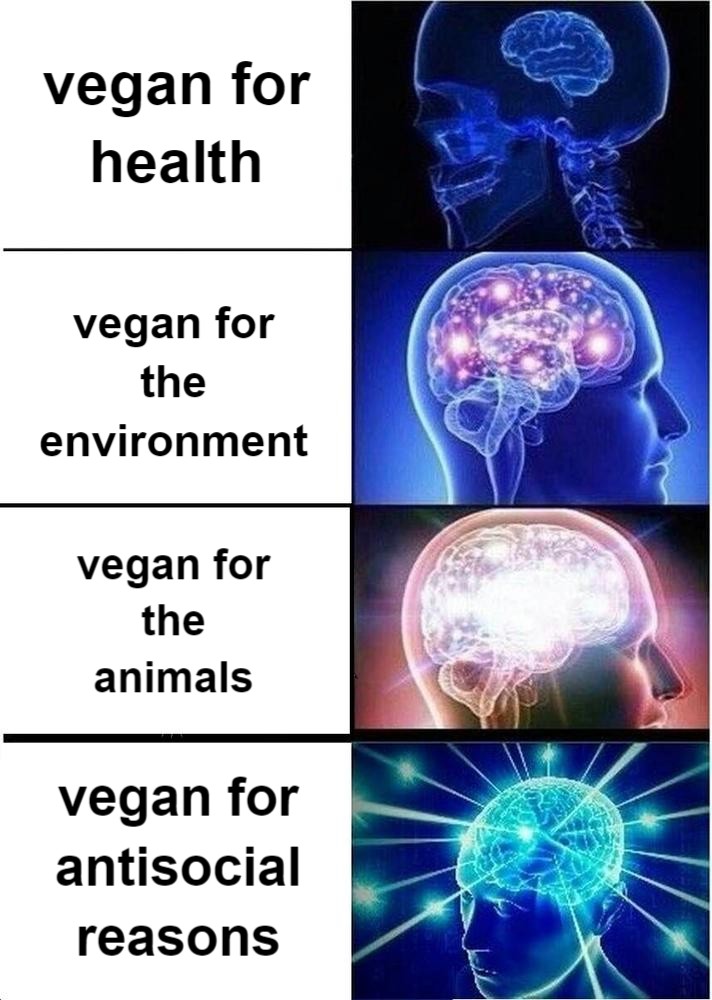 vegan for
health
vegan for
the
environment
vegan for
the
animals
vegan for
antisocial
reasons